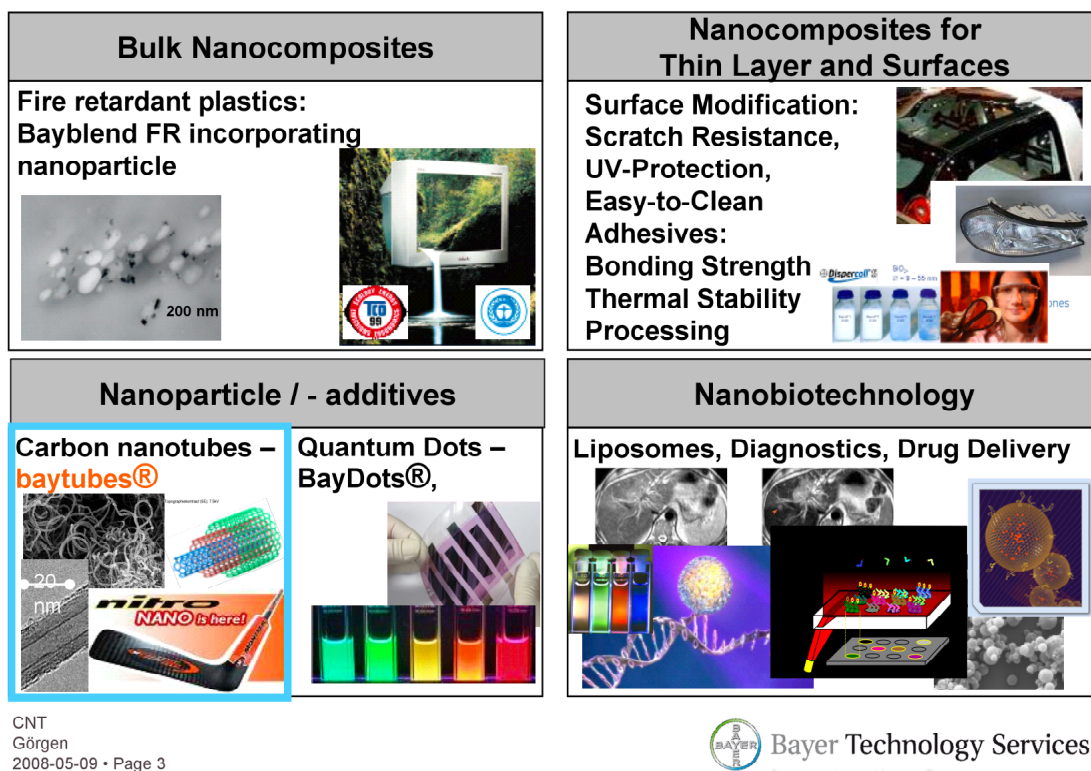 Bulk Nanocomposites
Fire retardant plastics:
Bayblend FR incorporating
nanoparticle
200 nm
TCO
99
Nanocomposites for
Thin Layer and Surfaces
Surface Modification:
Scratch Resistance,
UV-Protection,
Easy-to-Clean
Adhesives:
Bonding Strength
Thermal Stability
Processing
Dispercoll S
Nanoparticle / - additives
Carbon nanotubes –
baytubes®
20
nm
nitro
NANO is here!
Quantum Dots –
BayDots®,
Nanobiotechnology
Liposomes, Diagnostics, Drug Delivery
CNT
Görgen
2008-05-09 • Page 3
BAYER
BAYER
Bayer Technology Services